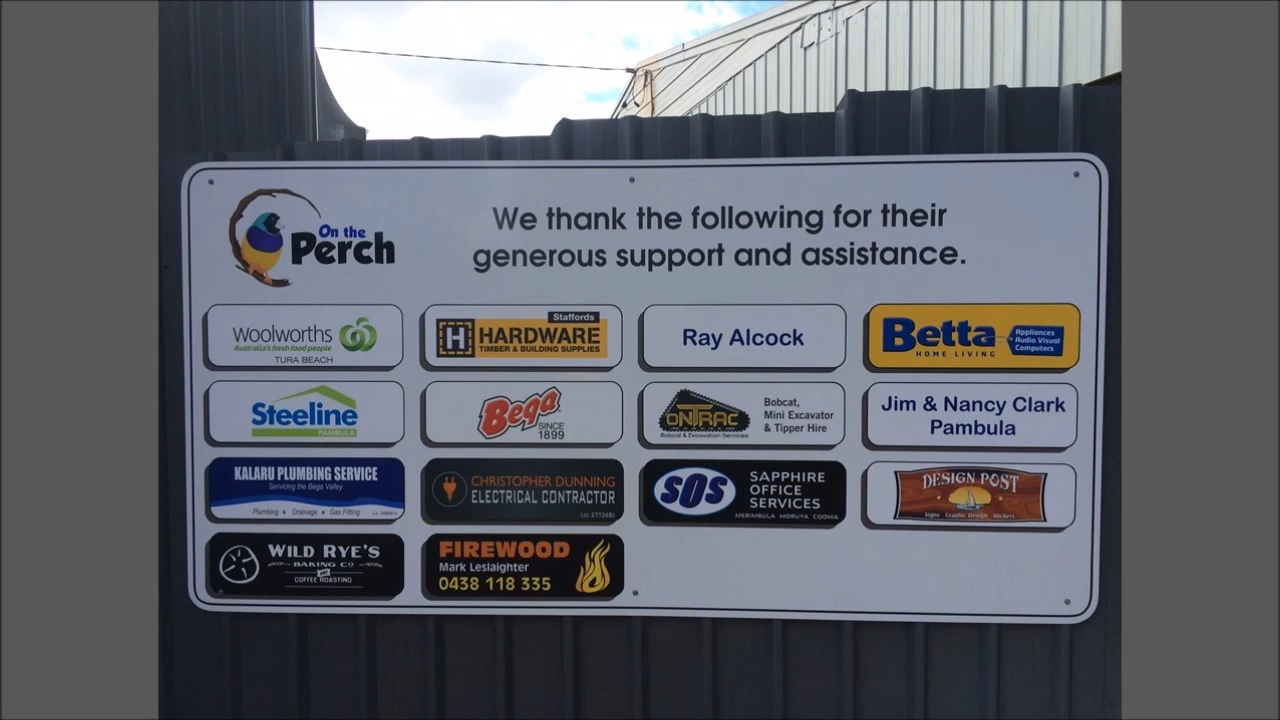 On the
Perch
We thank the following for their
generous support and assistance.
Woolworths
Australia's fresh food people
TURA BEACH
Staffords
H HARDWARE
TIMBER & BUILDING SUPPLIES
Ray Alcock
Betta
HOME LIVING
Appliances
Audio Visual
Computers
Steeline
PAMBULA
Bega
SINCE
1899
ONTRAC
Bobcat & Excavation Services
Bobcat,
Mini Excavator
& Tipper Hire
Jim & Nancy Clark
Pambula
KALARU PLUMBING SERVICE
Servicing the Bega Valley
Plumbing • Drainage • Gas Fitting
CHRISTOPHER DUNNING
ELECTRICAL CONTRACTOR
SOS
SAPPHIRE
OFFICE
SERVICES
MERIMBULA MORUYA COOMA
DESIGN POST
Signs Graphic Design Stickers
WILD RYE'S
BAKING CO
AND
COFFEE ROASTING
FIREWOOD
Mark Leslaighter
0438 118 335